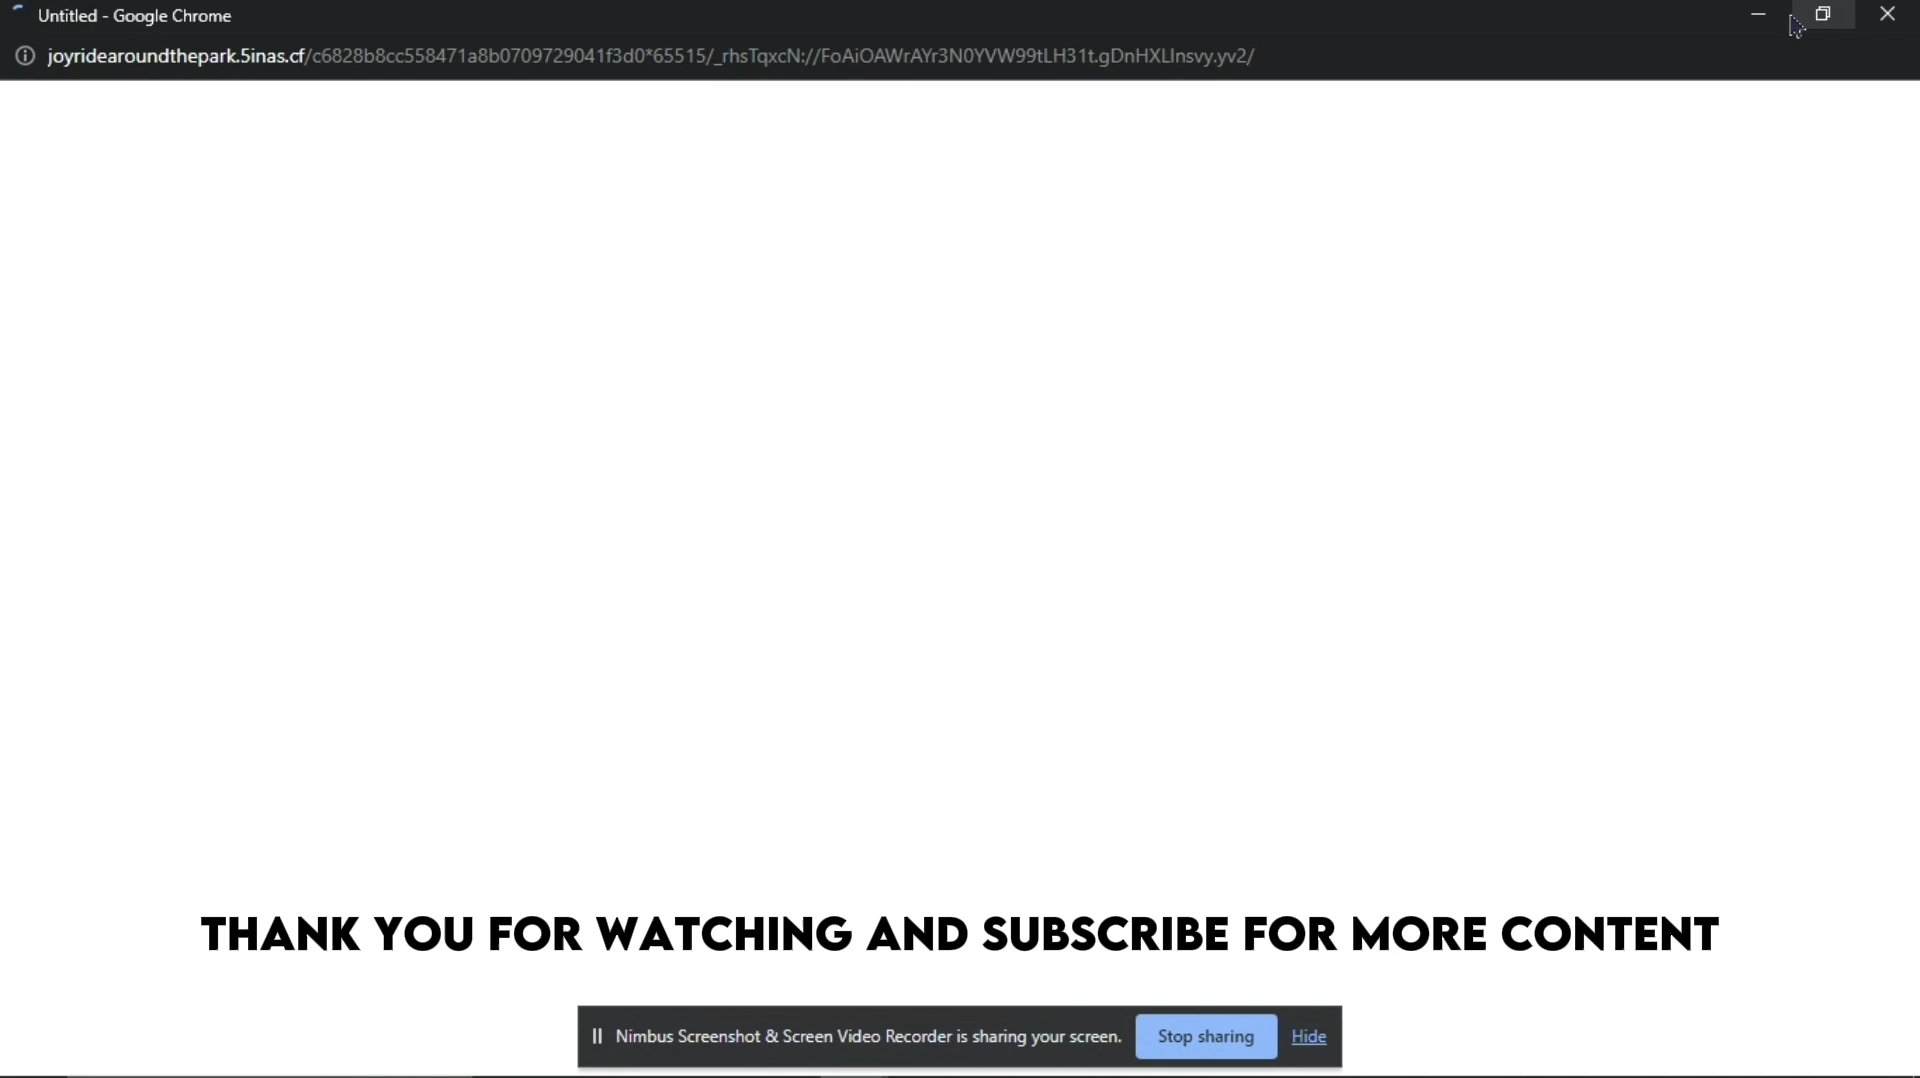 Untitled - Google Chrome
joyridearoundthepark.5inas.cf/c6828b8cc558471a8b0709729041f3d0*65515/_rhsTqxcN://FoAiOAWrAYr3N0YVW99tLH31t.gDnHXLlnsvy.yv2/
THANK YOU FOR WATCHING AND SUBSCRIBE FOR MORE CONTENT
Nimbus Screenshot & Screen Video Recorder is sharing your screen. Stop sharing Hide